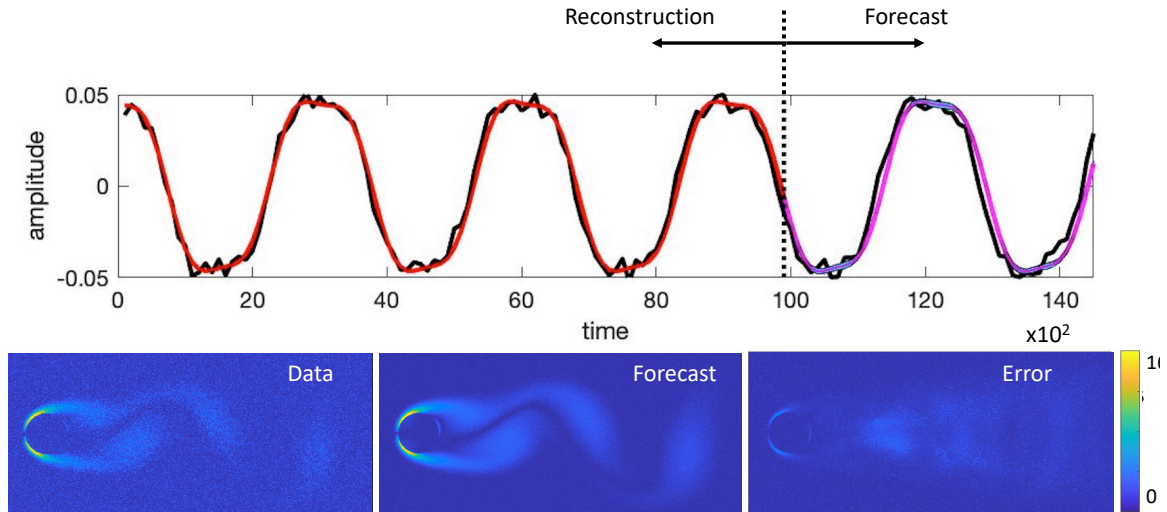 Reconstruction Forecast
0.05
0
-0.05
amplitude
0 20 40 60 80 100 120 140
time
x10²
Data Forecast Error
0